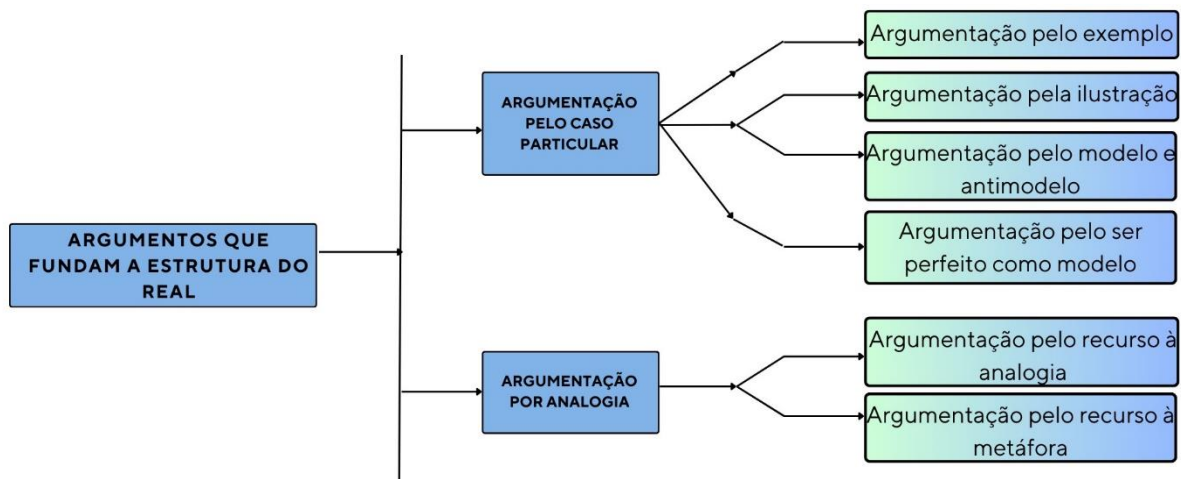 ARGUMENTOS QUE
FUNDAM A ESTRUTURA DO
REAL
ARGUMENTAÇÃO
PELO CASO
PARTICULAR
Argumentação pelo exemplo
Argumentação pela ilustração
Argumentação pelo modelo e
antimodelo
Argumentação pelo ser
perfeito como modelo
ARGUMENTAÇÃO
POR ANALOGIA
Argumentação pelo recurso à
analogia
Argumentação pelo recurso à
metáfora